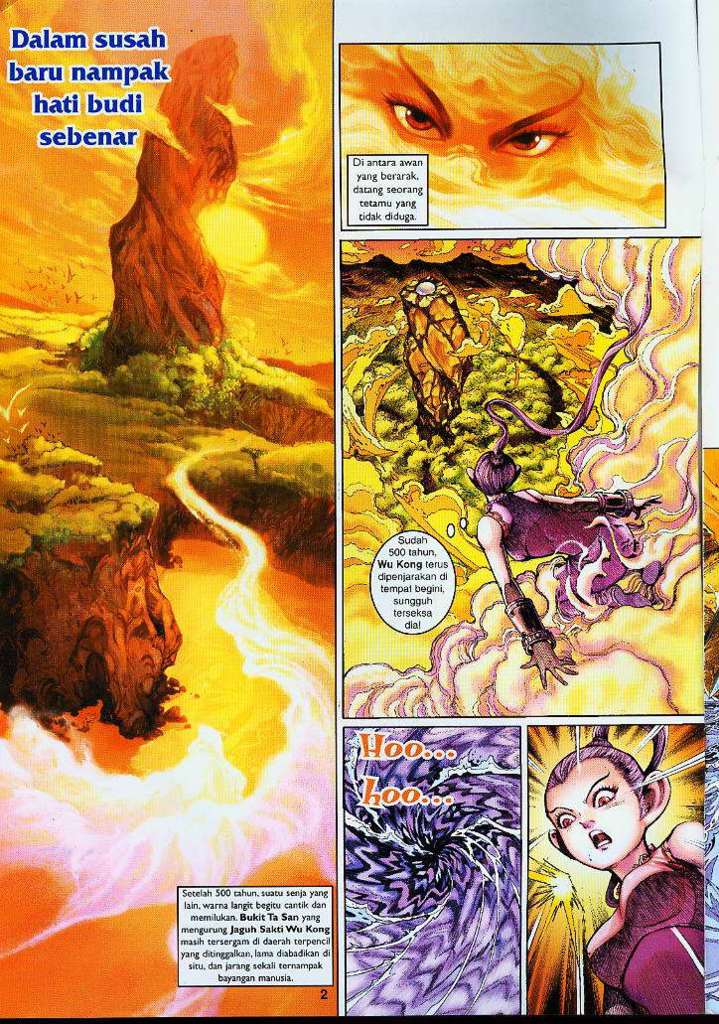 Dalam susah
baru nampak
hati budi
sebenar
Setelah 500 tahun, suatu senja yang
lain, warna langit begitu cantik dan
memilukan. Bukit Ta San yang
mengurung Jaguh Sakti Wu Kong
masih tersergam di daerah terpencil
yang ditinggalkan, lama diabadikan di
situ, dan jarang sekali ternampak
bayangan manusia.
2
Di antara awan
yang berarak,
datang seorang
tetamu yang
tidak diduga.
Sudah
500 tahun,
Wu Kong terus
dipenjarakan di
tempat begini,
sungguh
terseksa
dia!
Hoo...
hoo...